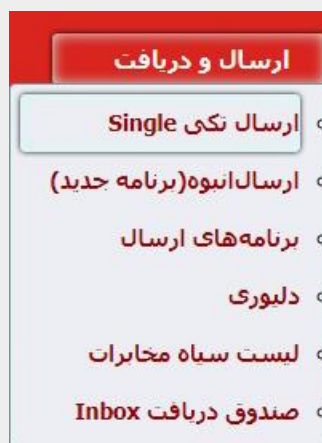 ارسال و دریافت
ارسال تکی Single
ارسال‌انبوه(برنامه جدید)
برنامه‌های ارسال
دلیوری
لیست سیاه مخابرات
صندوق دریافت Inbox